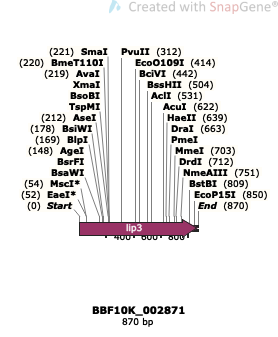 Created with SnapGene®
(221) SmaI PvuII (312)
(220) BmeT110I EcoO109I (414)
(219) AvaI BciVI (442)
XmaI BssHII (504)
BsoBI AclI (531)
TspMI AcuI (622)
(212) AseI HaeII (639)
(178) BsiWI DraI (663)
(169) BlpI PmeI
(148) AgeI MmeI (703)
BsrFI DrdI (712)
BsaWI NmeAIII (751)
(54) MscI* BstBI (809)
(52) EaeI* EcoP15I (850)
(0) Start End (870)
lip3
400 600 800
BBF10K_002871
870 bp